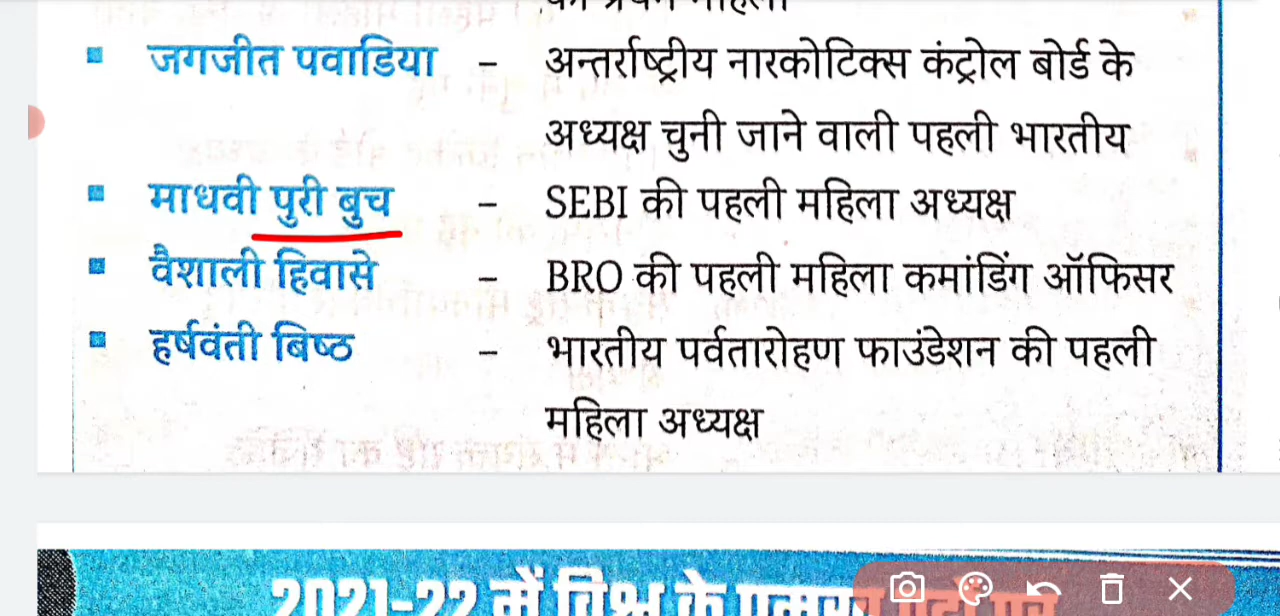 जगजीत पवाडिया – अन्तर्राष्ट्रीय नारकोटिक्स कंट्रोल बोर्ड के
अध्यक्ष चुनी जाने वाली पहली भारतीय
माधवी पुरी बुच – SEBI की पहली महिला अध्यक्ष
वैशाली हिवासे – BRO की पहली महिला कमांडिंग ऑफिसर
हर्षवंती बिष्ठ – भारतीय पर्वतारोहण फाउंडेशन की पहली
महिला अध्यक्ष
2021-22 में विश्व के प्रमुख